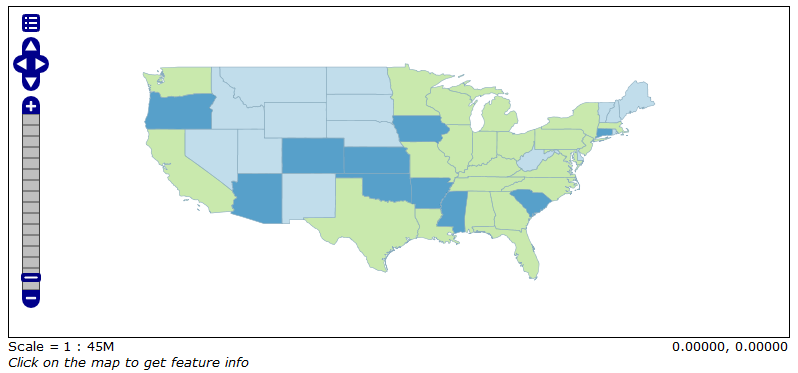 Scale = 1 : 45M
0.00000, 0.00000
Click on the map to get feature info